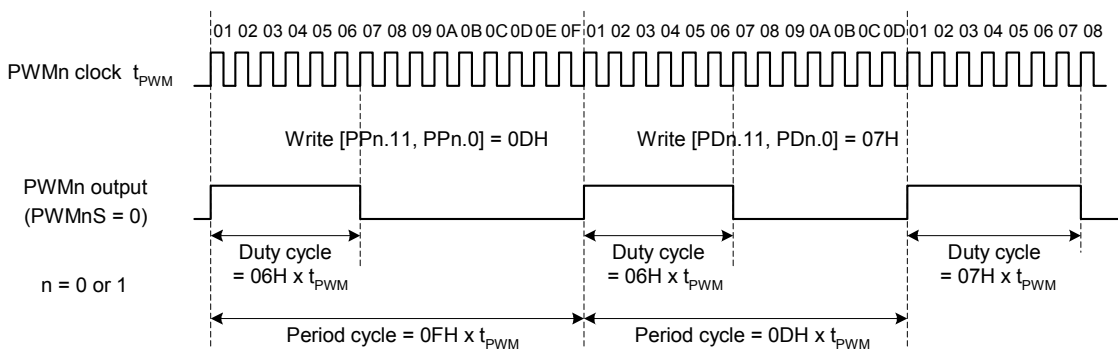 01 02 03 04 05 06 07 08 09 0A 0B 0C 0D 0E 0F 01 02 03 04 05 06 07 08 09 0A 0B 0C 0D 01 02 03 04 05 06 07 08
PWMn clock tPWM
Write [PPn.11, PPn.0] = 0DH
Write [PDn.11, PDn.0] = 07H
PWMn output
(PWMnS = 0)
Duty cycle
= 06H x tPWM
Duty cycle
= 06H x tPWM
Duty cycle
= 07H x tPWM
n = 0 or 1
Period cycle = 0FH x tPWM
Period cycle = 0DH x tPWM